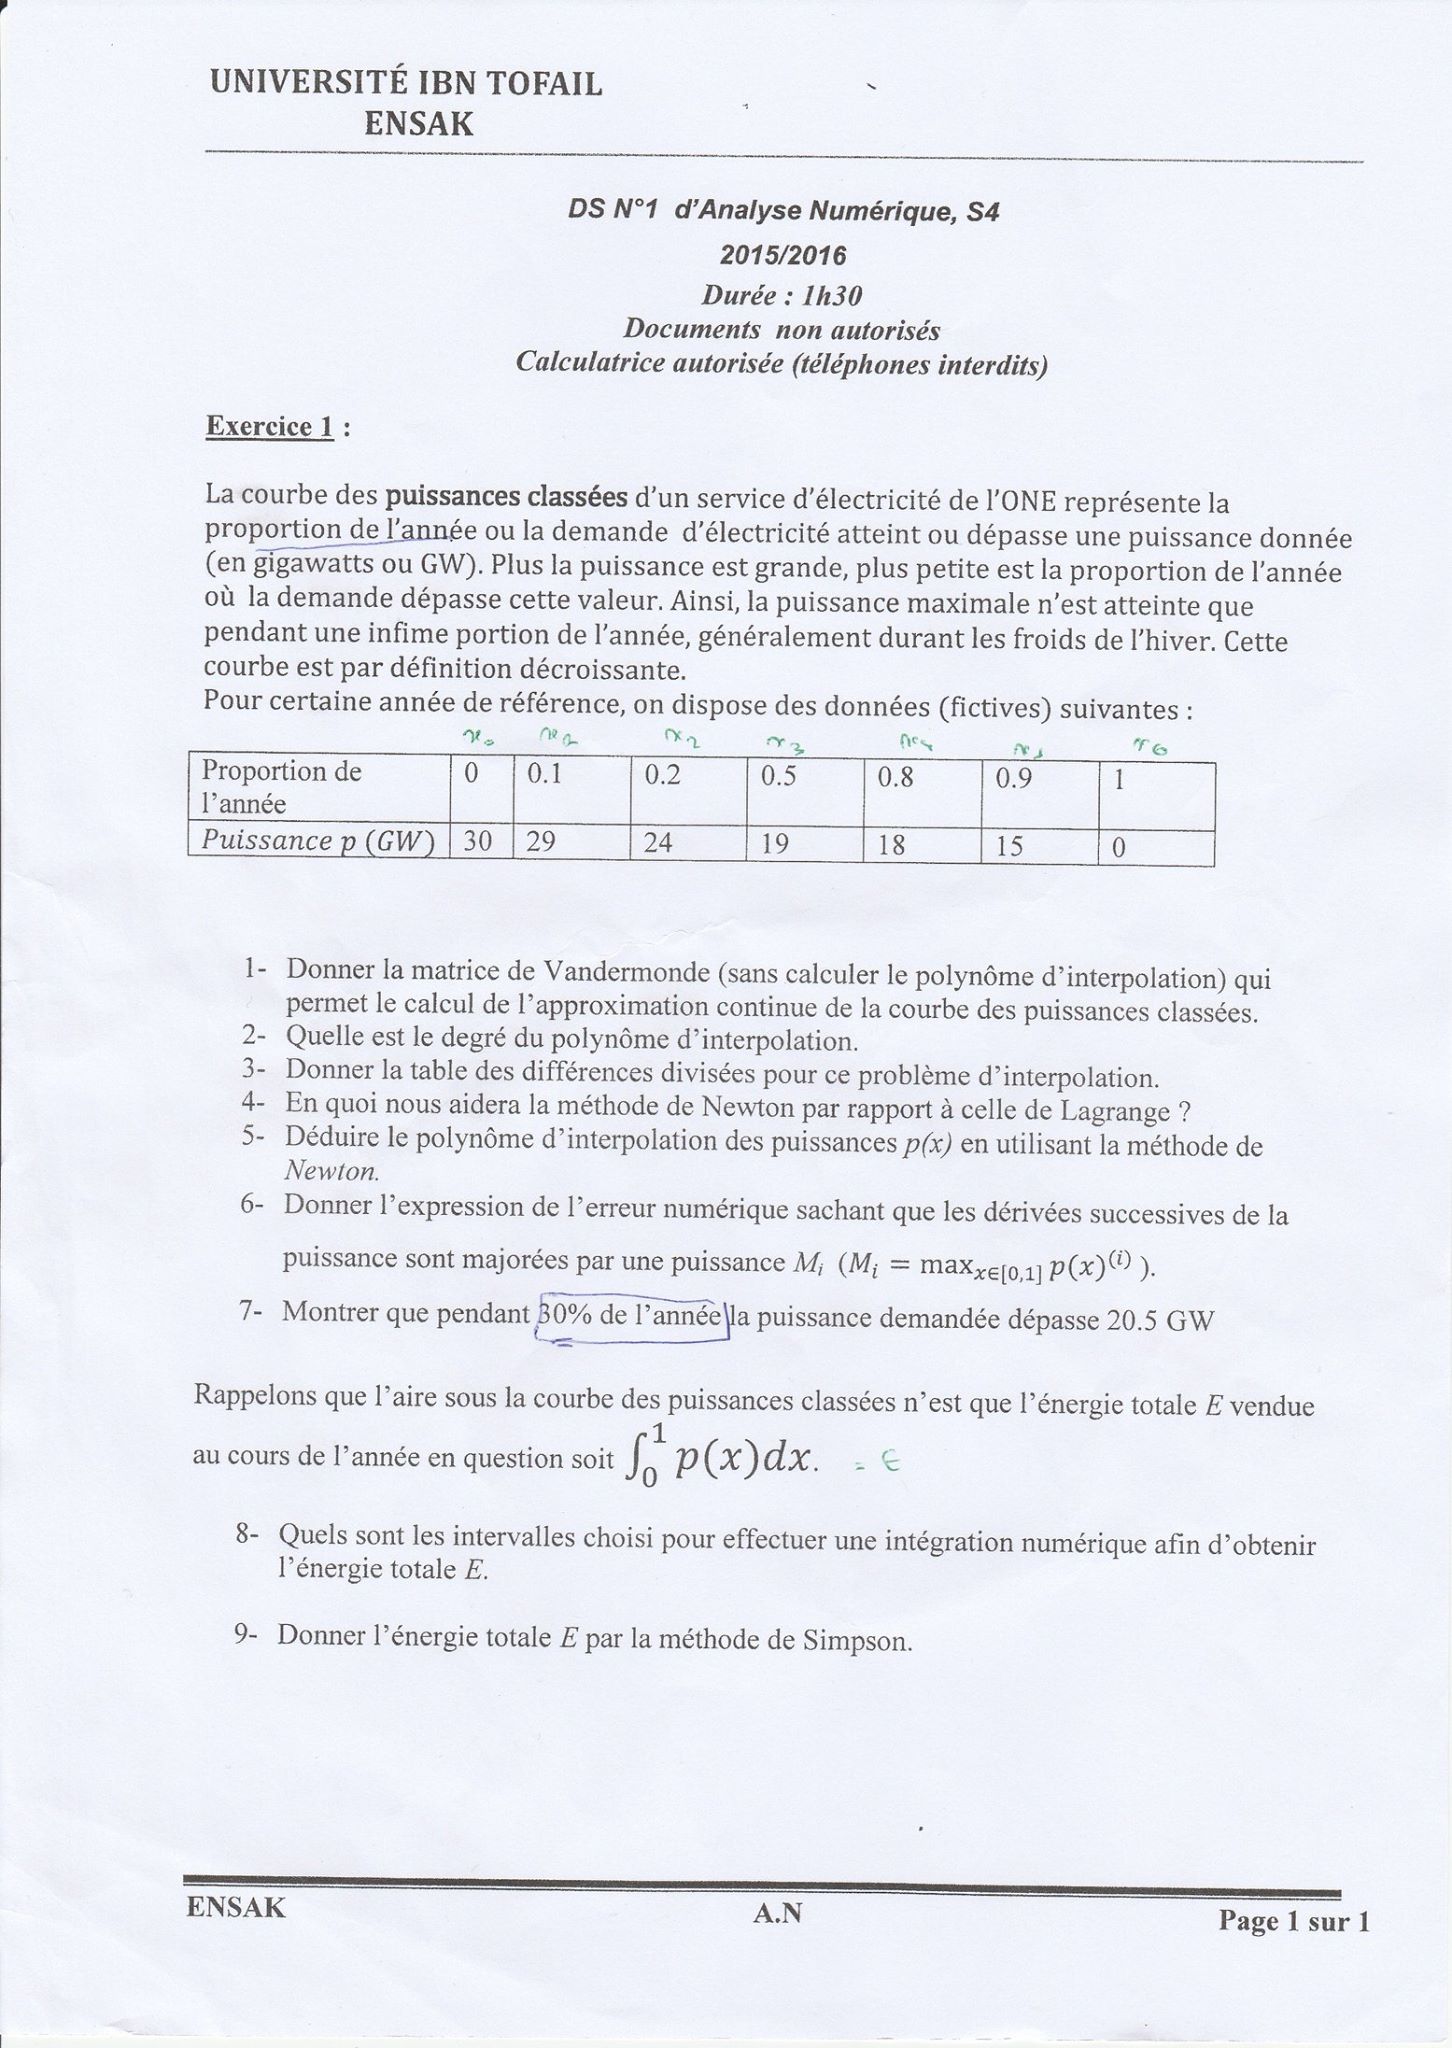 UNIVERSITÉ IBN TOFAIL
ENSAK
DS N°1 d'Analyse Numérique, S4
2015/2016
Durée : 1h30
Documents non autorisés
Calculatrice autorisée (téléphones interdits)
Exercice 1 :
La courbe des puissances classées d'un service d'électricité de l'ONE représente la
proportion de l'année ou la demande d'électricité atteint ou dépasse une puissance donnée
(en gigawatts ou GW). Plus la puissance est grande, plus petite est la proportion de l'année
où la demande dépasse cette valeur. Ainsi, la puissance maximale n'est atteinte que
pendant une infime portion de l'année, généralement durant les froids de l'hiver. Cette
courbe est par définition décroissante.
Pour certaine année de référence, on dispose des données (fictives) suivantes :
Proportion de l'année 0 0.1 0.2 0.5 0.8 0.9 1
Puissance p (GW) 30 29 24 19 18 15 0
1- Donner la matrice de Vandermonde (sans calculer le polynôme d'interpolation) qui
permet le calcul de l'approximation continue de la courbe des puissances classées.
2- Quelle est le degré du polynôme d'interpolation.
3- Donner la table des différences divisées pour ce problème d'interpolation.
4- En quoi nous aidera la méthode de Newton par rapport à celle de Lagrange ?
5- Déduire le polynôme d'interpolation des puissances p(x) en utilisant la méthode de
Newton.
6- Donner l'expression de l'erreur numérique sachant que les dérivées successives de la
puissance sont majorées par une puissance Mᵢ (Mᵢ = maxₓ∈[0,1] p(x)⁽ⁱ⁾ ).
7- Montrer que pendant 30% de l'année la puissance demandée dépasse 20.5 GW
Rappelons que l'aire sous la courbe des puissances classées n'est que l'énergie totale E vendue
au cours de l'année en question soit ∫₀¹ p(x)dx. = E
8- Quels sont les intervalles choisi pour effectuer une intégration numérique afin d'obtenir
l'énergie totale E.
9- Donner l'énergie totale E par la méthode de Simpson.
ENSAK A.N Page 1 sur 1